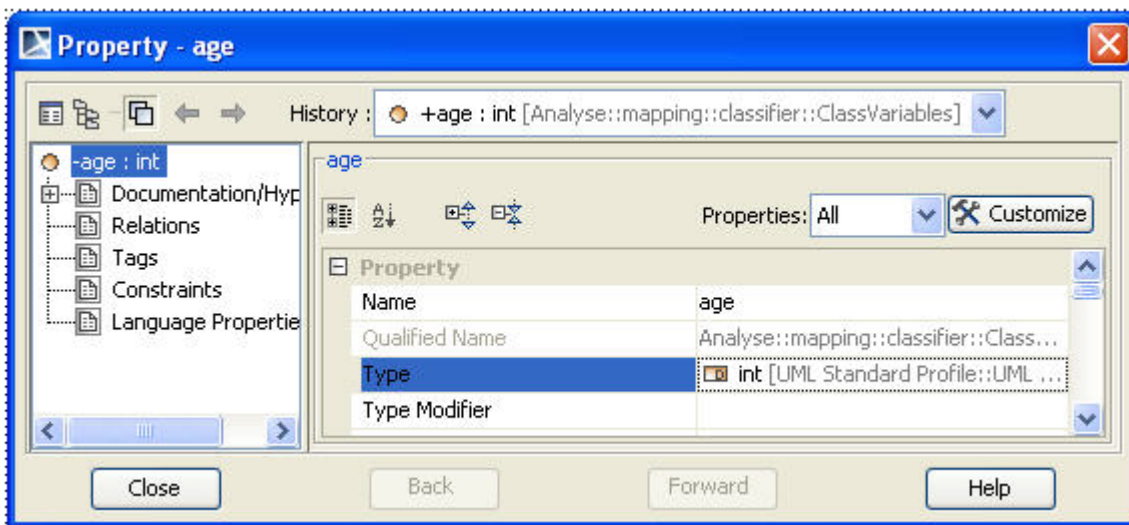 Property - age
History : +age : int [Analyse::mapping::classifier::ClassVariables]
-age : int
Documentation/Hyp
Relations
Tags
Constraints
Language Propertie
age
Properties: All Customize
Property
Name age
Qualified Name Analyse::mapping::classifier::Class...
Type int [UML Standard Profile::UML ...
Type Modifier
Close Back Forward Help